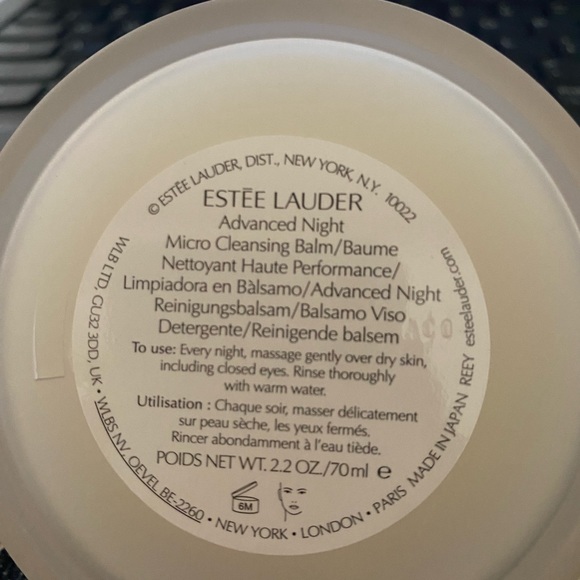 © ESTĒE LAUDER, DIST., NEW YORK, N.Y. 10022
ESTĒE LAUDER
Advanced Night
Micro Cleansing Balm/Baume
Nettoyant Haute Performance/
Limpiadora en Bàlsamo/Advanced Night
Reinigungsbalsam/Balsamo Viso
Detergente/Reinigende balsem
To use: Every night, massage gently over dry skin,
including closed eyes. Rinse thoroughly
with warm water.
Utilisation : Chaque soir, masser délicatement
sur peau sèche, les yeux fermés.
Rincer abondamment à l'eau tiède.
POIDS NET WT. 2.2 OZ./70 ml e
6M
WLB LTD, GU32 3DD, UK • WLBS NV, OEVEL BE-2260 • NEW YORK • LONDON • PARIS MADE IN JAPAN REEY esteelauder.com